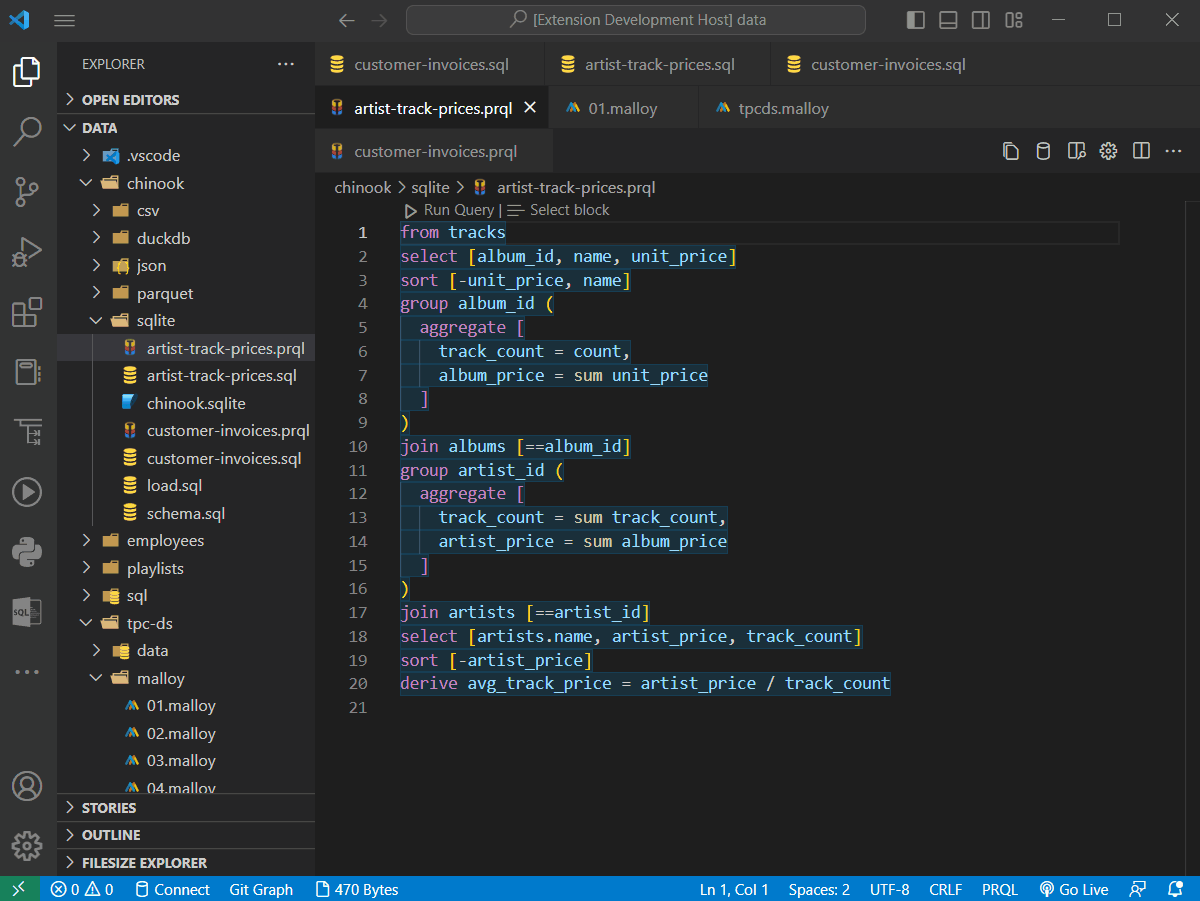 [Extension Development Host] data
EXPLORER
OPEN EDITORS
DATA
.vscode
chinook
csv
duckdb
json
parquet
sqlite
artist-track-prices.prql
artist-track-prices.sql
chinook.sqlite
customer-invoices.prql
customer-invoices.sql
load.sql
schema.sql
employees
playlists
sql
tpc-ds
data
malloy
01.malloy
02.malloy
03.malloy
04.malloy
STORIES
OUTLINE
FILESIZE EXPLORER
SQL
customer-invoices.sql artist-track-prices.sql customer-invoices.sql
artist-track-prices.prql 01.malloy tpcds.malloy
customer-invoices.prql
chinook > sqlite > artist-track-prices.prql
Run Query | Select block
1 from tracks
2 select [album_id, name, unit_price]
3 sort [-unit_price, name]
4 group album_id (
5 aggregate [
6 track_count = count,
7 album_price = sum unit_price
8 ]
9 )
10 join albums [==album_id]
11 group artist_id (
12 aggregate [
13 track_count = sum track_count,
14 artist_price = sum album_price
15 ]
16 )
17 join artists [==artist_id]
18 select [artists.name, artist_price, track_count]
19 sort [-artist_price]
20 derive avg_track_price = artist_price / track_count
21
0 0 Connect Git Graph 470 Bytes Ln 1, Col 1 Spaces: 2 UTF-8 CRLF PRQL Go Live